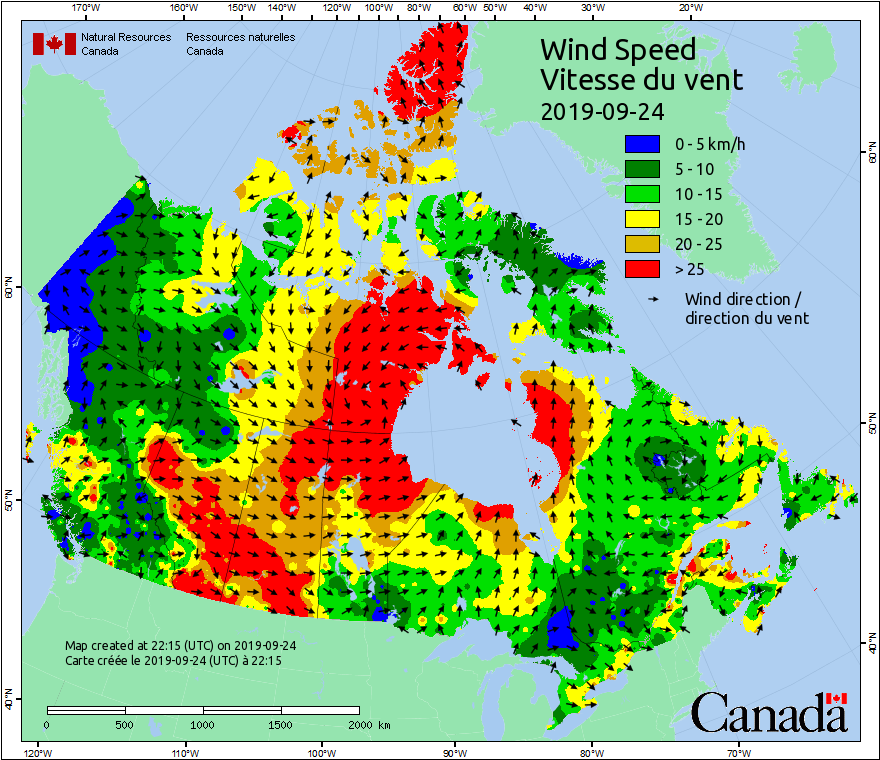 170°W 160°W 150°W 140°W 120°W 100°W 80°W 60°W 50°W 40°W 30°W 20°W
Natural Resources Ressources naturelles
Canada Canada
Wind Speed
Vitesse du vent
2019-09-24
0 - 5 km/h
5 - 10
10 - 15
15 - 20
20 - 25
> 25
Wind direction /
direction du vent
60°N 60°N
50°N 50°N
40°N 40°N
Map created at 22:15 (UTC) on 2019-09-24
Carte créée le 2019-09-24 (UTC) à 22:15
0 500 1000 1500 2000 km
Canada
120°W 110°W 100°W 90°W 80°W 70°W